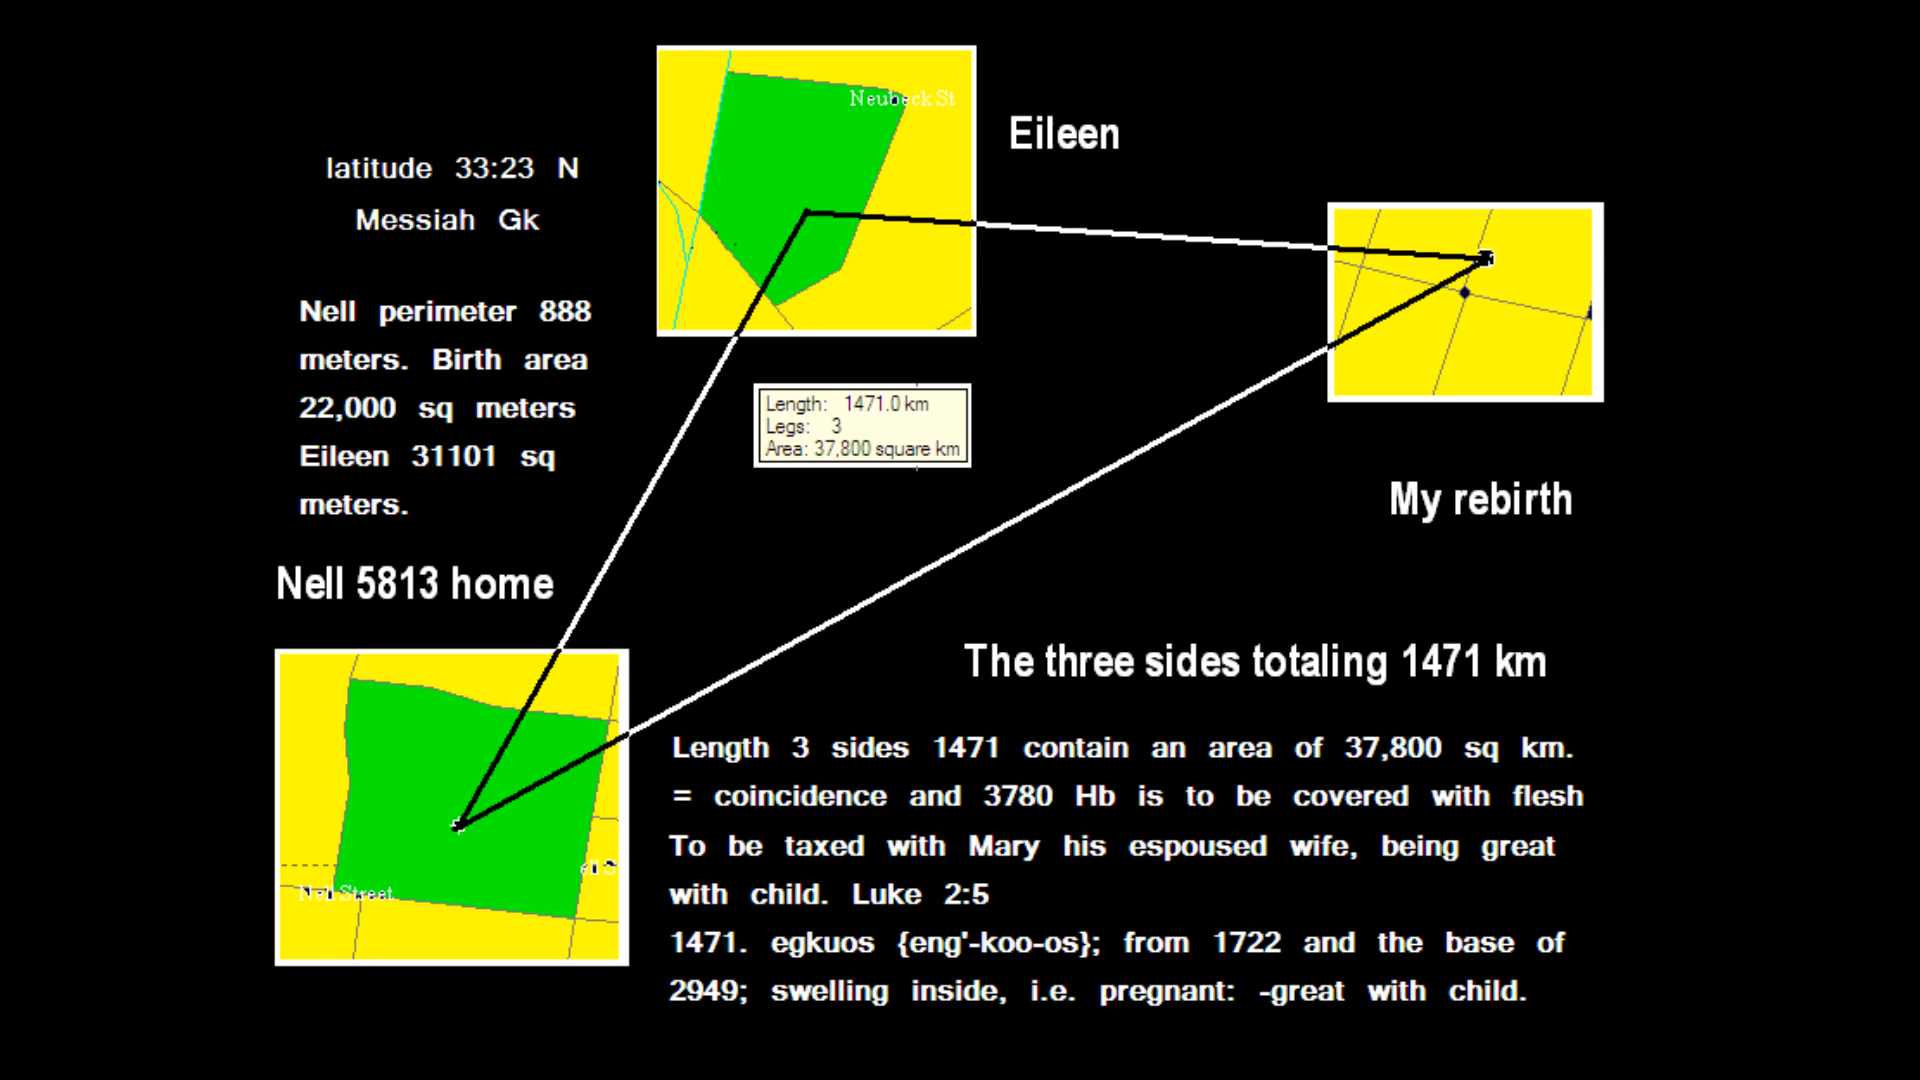 Neubeck St
Eileen
latitude 33:23 N
Messiah Gk
Nell perimeter 888
meters. Birth area
22,000 sq meters
Eileen 31101 sq
meters.
Length: 1471.0 km
Legs: 3
Area: 37,800 square km
My rebirth
Nell 5813 home
The three sides totaling 1471 km
Nell Street
Length 3 sides 1471 contain an area of 37,800 sq km.
= coincidence and 3780 Hb is to be covered with flesh
To be taxed with Mary his espoused wife, being great
with child. Luke 2:5
1471. egkuos {eng'-koo-os}; from 1722 and the base of
2949; swelling inside, i.e. pregnant: -great with child.